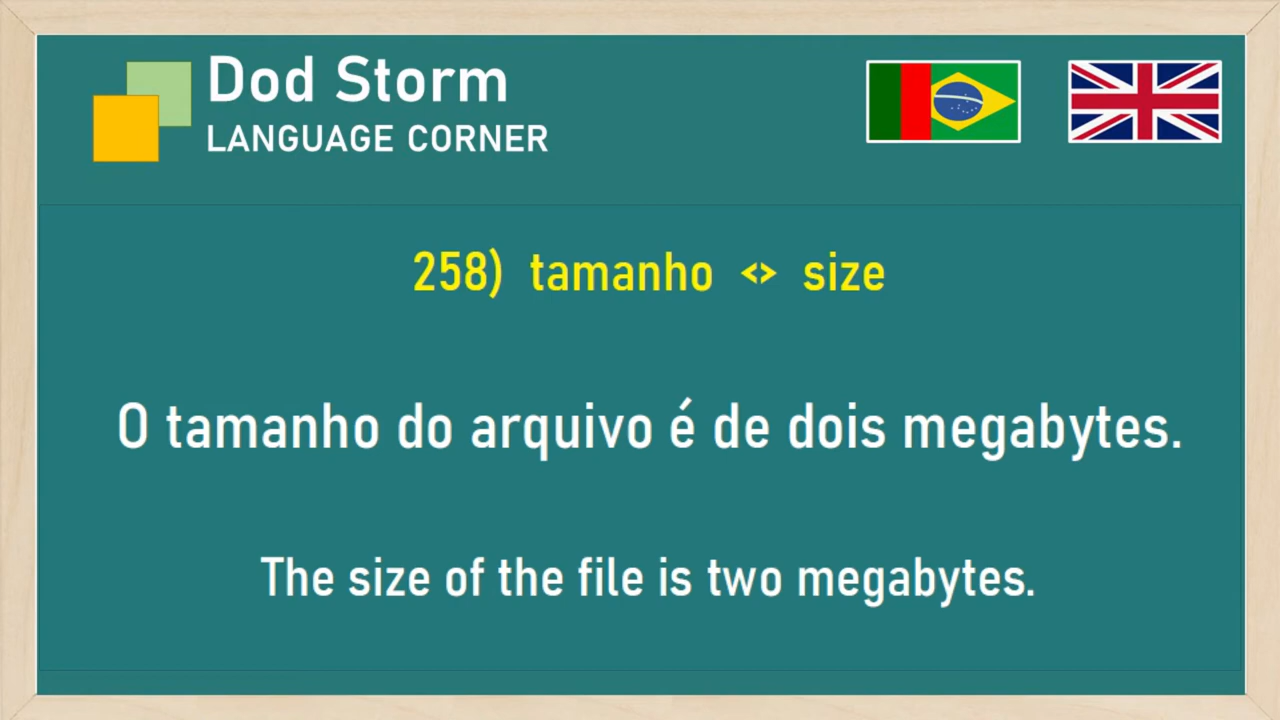 Dod Storm
LANGUAGE CORNER
258) tamanho <> size
O tamanho do arquivo é de dois megabytes.
The size of the file is two megabytes.